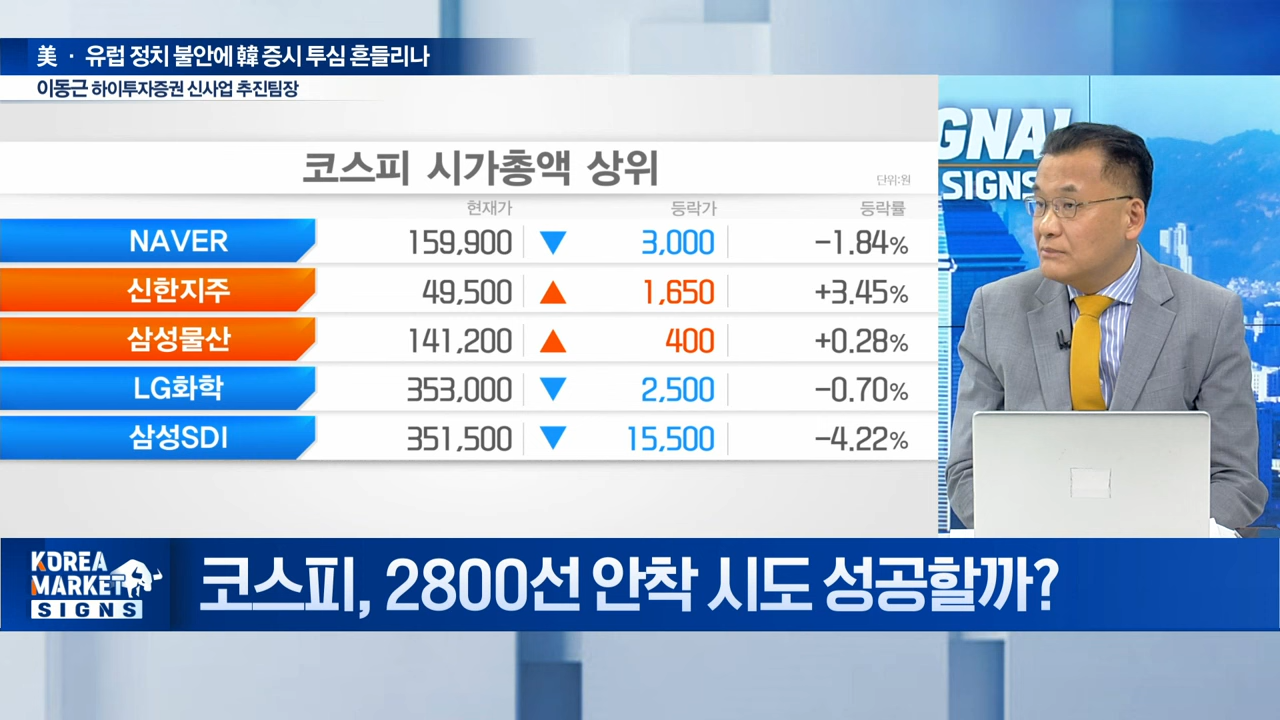 美 · 유럽 정치 불안에 韓 증시 투심 흔들리나
이동근 하이투자증권 신사업 추진팀장
코스피 시가총액 상위
단위:원
현재가 등락가 등락률
NAVER 159,900 ▼ 3,000 -1.84%
신한지주 49,500 ▲ 1,650 +3.45%
삼성물산 141,200 ▲ 400 +0.28%
LG화학 353,000 ▼ 2,500 -0.70%
삼성SDI 351,500 ▼ 15,500 -4.22%
GNAL
SIGNS
KOREA
MARKET
SIGNS
코스피, 2800선 안착 시도 성공할까?